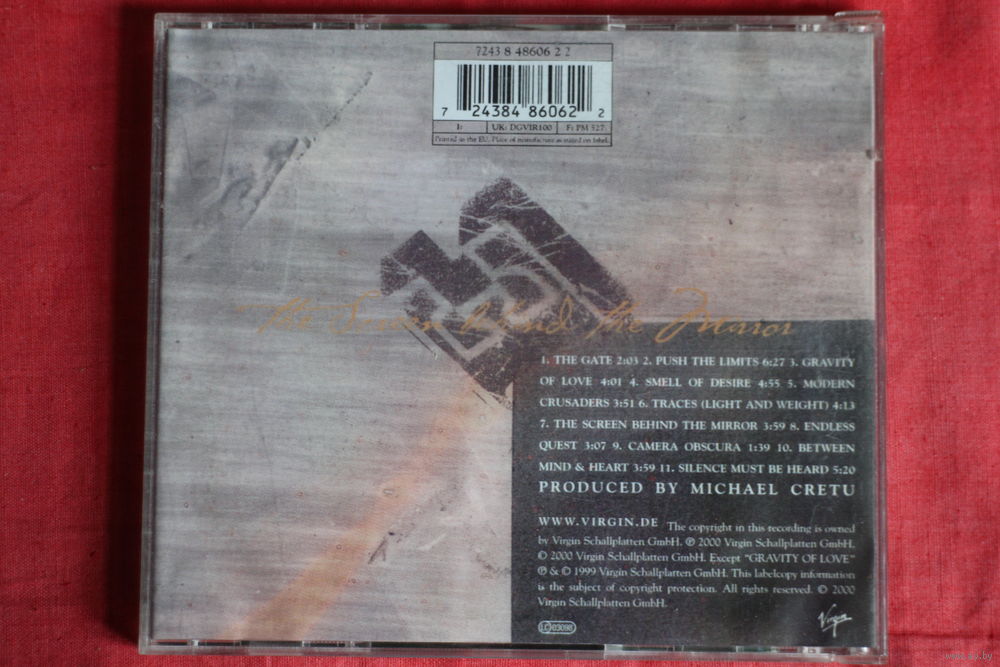 7243 8 48606 2 2
7 24384 86062 2
I: UK: DGVIR100 F: PM 527
Printed in the EU. Place of manufacture as stated on label.
The Screen behind the Mirror
1. THE GATE 2:03 2. PUSH THE LIMITS 6:27 3. GRAVITY
OF LOVE 4:01 4. SMELL OF DESIRE 4:55 5. MODERN
CRUSADERS 3:51 6. TRACES (LIGHT AND WEIGHT) 4:13
7. THE SCREEN BEHIND THE MIRROR 3:59 8. ENDLESS
QUEST 3:07 9. CAMERA OBSCURA 1:39 10. BETWEEN
MIND & HEART 3:59 11. SILENCE MUST BE HEARD 5:20
PRODUCED BY MICHAEL CRETU
WWW.VIRGIN.DE The copyright in this recording is owned
by Virgin Schallplatten GmbH. ℗ 2000 Virgin Schallplatten GmbH.
© 2000 Virgin Schallplatten GmbH. Except "GRAVITY OF LOVE"
℗ & © 1999 Virgin Schallplatten GmbH. This labelcopy information
is the subject of copyright protection. All rights reserved. © 2000
Virgin Schallplatten GmbH.
Virgin
LC 03098